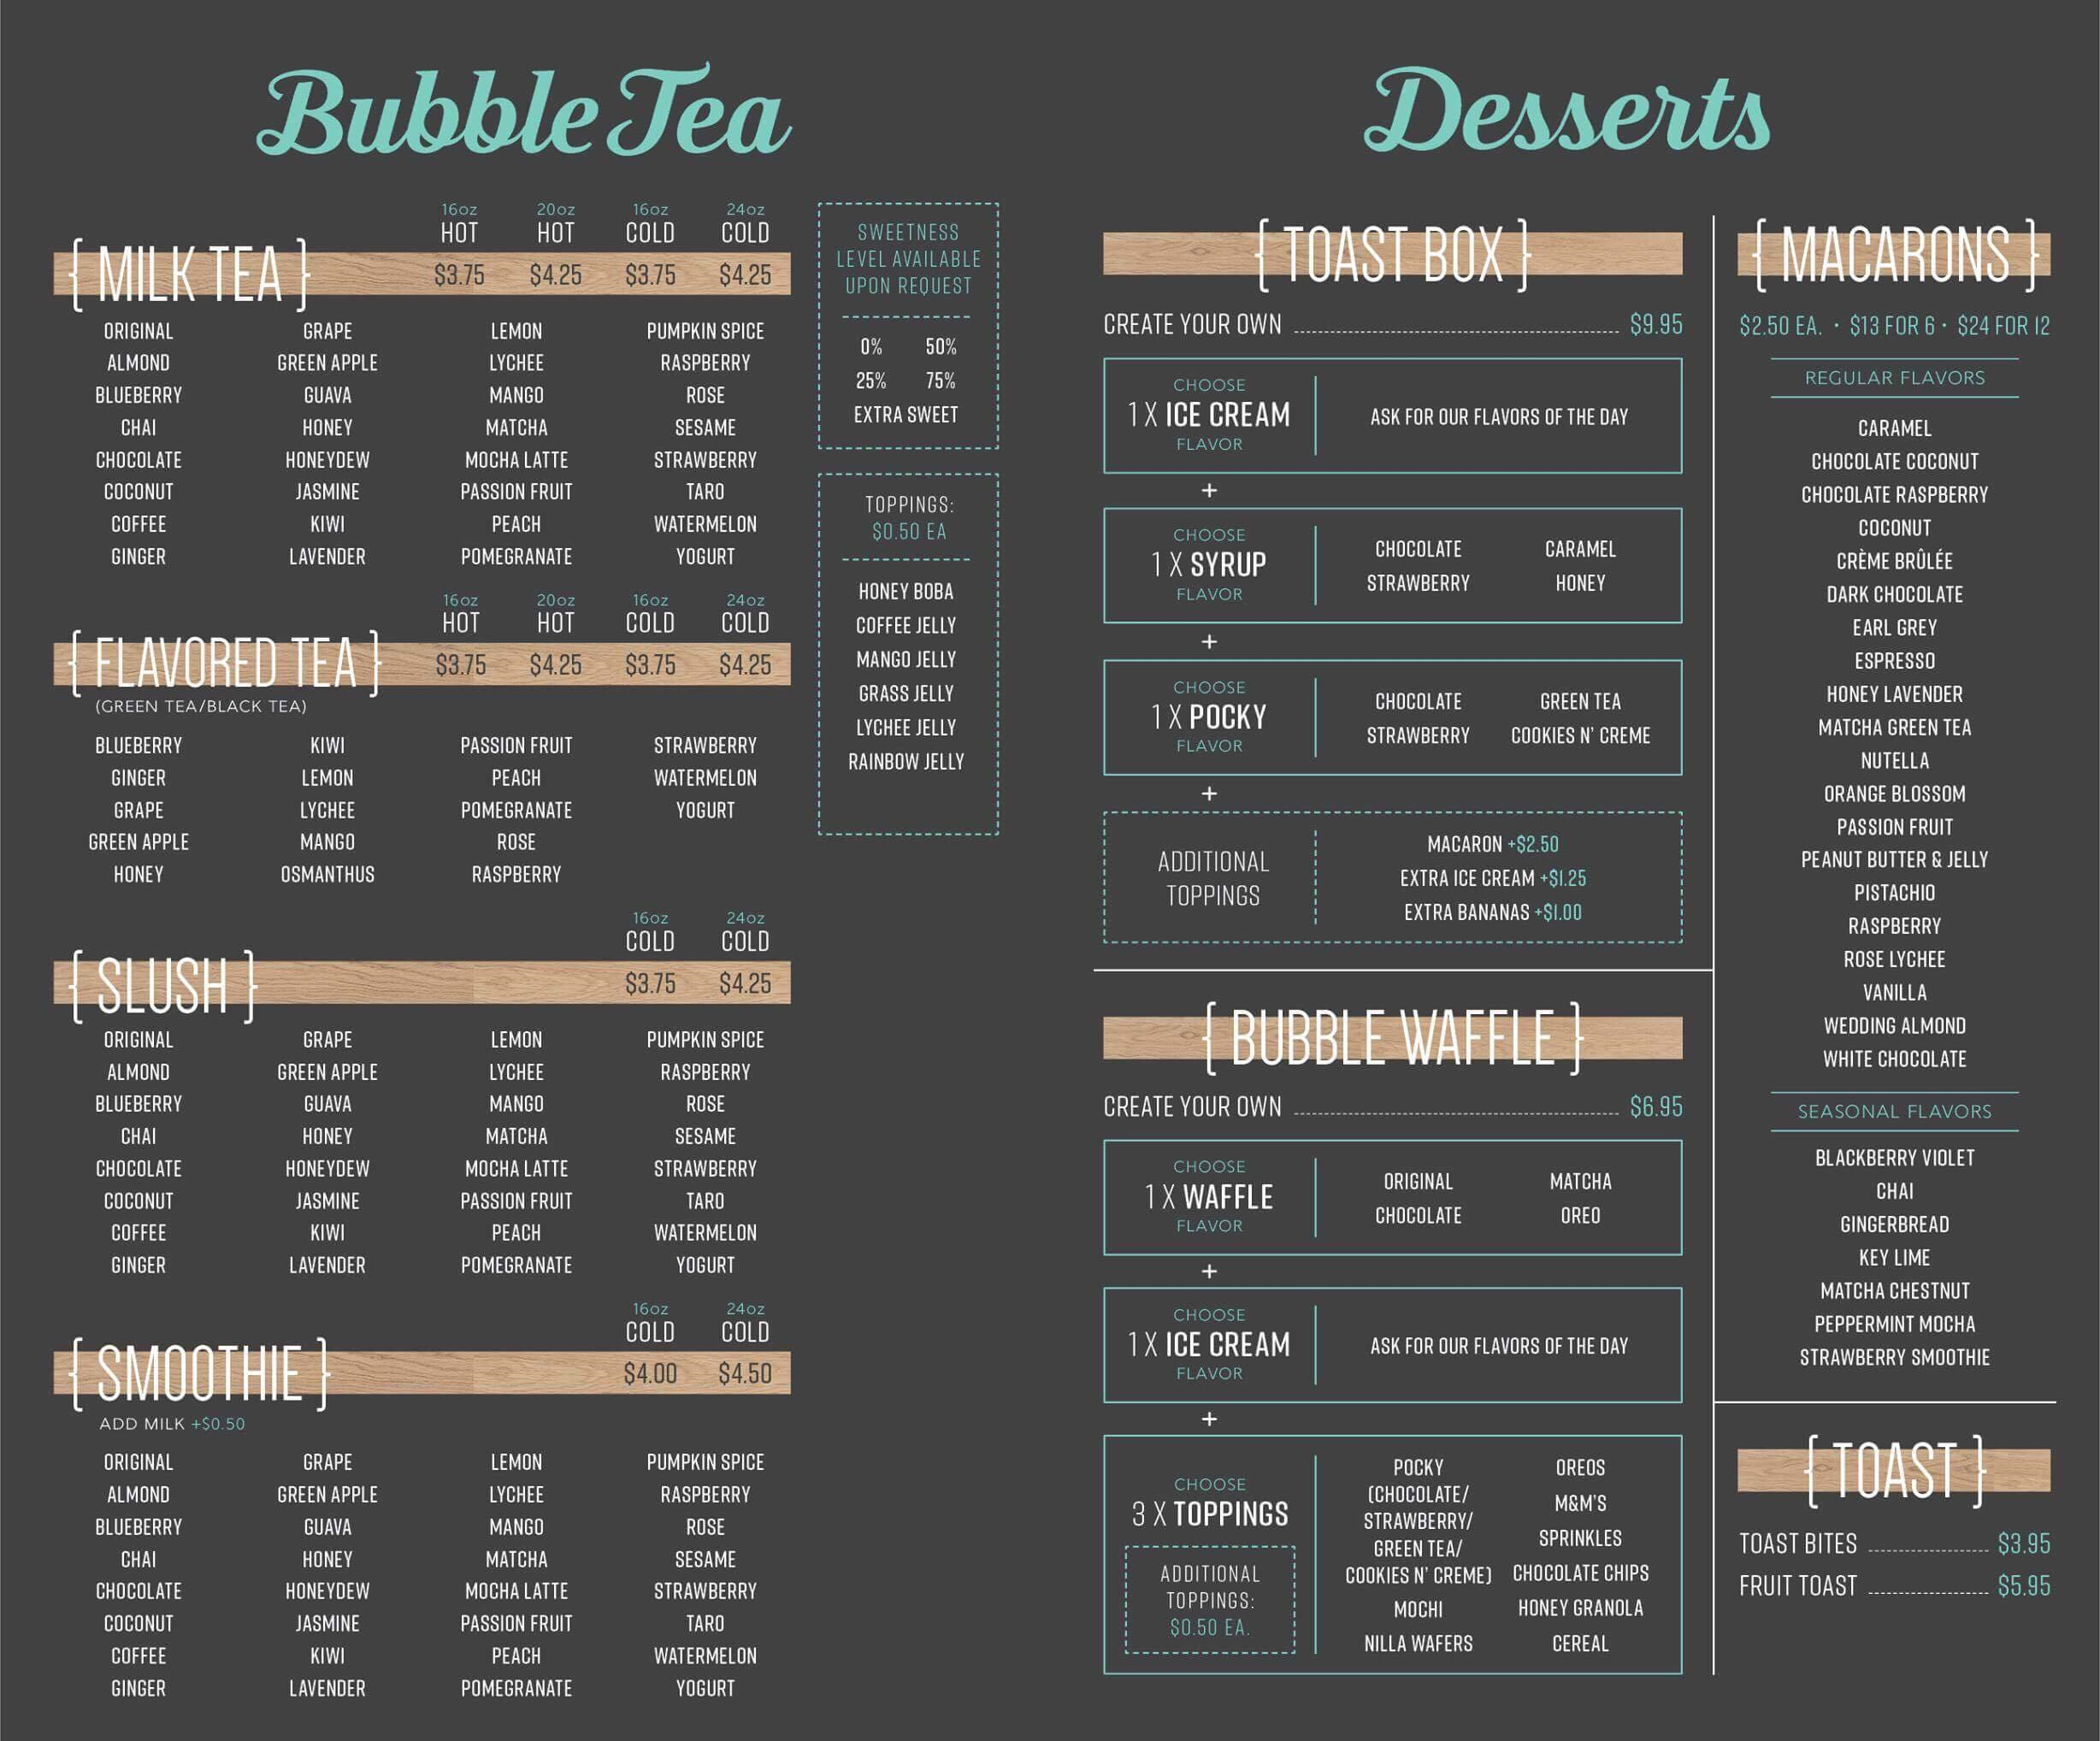 Bubble Tea
16oz 20oz 16oz 24oz
HOT HOT COLD COLD
{ MILK TEA } $3.75 $4.25 $3.75 $4.25
ORIGINAL GRAPE LEMON PUMPKIN SPICE
ALMOND GREEN APPLE LYCHEE RASPBERRY
BLUEBERRY GUAVA MANGO ROSE
CHAI HONEY MATCHA SESAME
CHOCOLATE HONEYDEW MOCHA LATTE STRAWBERRY
COCONUT JASMINE PASSION FRUIT TARO
COFFEE KIWI PEACH WATERMELON
GINGER LAVENDER POMEGRANATE YOGURT
16oz 20oz 16oz 24oz
HOT HOT COLD COLD
{ FLAVORED TEA } $3.75 $4.25 $3.75 $4.25
(GREEN TEA/BLACK TEA)
BLUEBERRY KIWI PASSION FRUIT STRAWBERRY
GINGER LEMON PEACH WATERMELON
GRAPE LYCHEE POMEGRANATE YOGURT
GREEN APPLE MANGO ROSE
HONEY OSMANTHUS RASPBERRY
16oz 24oz
COLD COLD
{ SLUSH } $3.75 $4.25
ORIGINAL GRAPE LEMON PUMPKIN SPICE
ALMOND GREEN APPLE LYCHEE RASPBERRY
BLUEBERRY GUAVA MANGO ROSE
CHAI HONEY MATCHA SESAME
CHOCOLATE HONEYDEW MOCHA LATTE STRAWBERRY
COCONUT JASMINE PASSION FRUIT TARO
COFFEE KIWI PEACH WATERMELON
GINGER LAVENDER POMEGRANATE YOGURT
16oz 24oz
COLD COLD
{ SMOOTHIE } $4.00 $4.50
ADD MILK +$0.50
ORIGINAL GRAPE LEMON PUMPKIN SPICE
ALMOND GREEN APPLE LYCHEE RASPBERRY
BLUEBERRY GUAVA MANGO ROSE
CHAI HONEY MATCHA SESAME
CHOCOLATE HONEYDEW MOCHA LATTE STRAWBERRY
COCONUT JASMINE PASSION FRUIT TARO
COFFEE KIWI PEACH WATERMELON
GINGER LAVENDER POMEGRANATE YOGURT
SWEETNESS
LEVEL AVAILABLE
UPON REQUEST
0% 50%
25% 75%
EXTRA SWEET
TOPPINGS:
$0.50 EA
HONEY BOBA
COFFEE JELLY
MANGO JELLY
GRASS JELLY
LYCHEE JELLY
RAINBOW JELLY
Desserts
{ TOAST BOX }
CREATE YOUR OWN $9.95
CHOOSE
1 X ICE CREAM
FLAVOR
ASK FOR OUR FLAVORS OF THE DAY
+
CHOOSE
1 X SYRUP
FLAVOR
CHOCOLATE CARAMEL
STRAWBERRY HONEY
+
CHOOSE
1 X POCKY
FLAVOR
CHOCOLATE GREEN TEA
STRAWBERRY COOKIES N' CREME
+
ADDITIONAL
TOPPINGS
MACARON +$2.50
EXTRA ICE CREAM +$1.25
EXTRA BANANAS +$1.00
{ BUBBLE WAFFLE }
CREATE YOUR OWN $6.95
CHOOSE
1 X WAFFLE
FLAVOR
ORIGINAL MATCHA
CHOCOLATE OREO
+
CHOOSE
1 X ICE CREAM
FLAVOR
ASK FOR OUR FLAVORS OF THE DAY
+
CHOOSE
3 X TOPPINGS
ADDITIONAL
TOPPINGS:
$0.50 EA.
POCKY
(CHOCOLATE/
STRAWBERRY/
GREEN TEA/
COOKIES N' CREME)
MOCHI
NILLA WAFERS
OREOS
M&M'S
SPRINKLES
CHOCOLATE CHIPS
HONEY GRANOLA
CEREAL
{ MACARONS }
$2.50 EA. · $13 FOR 6 · $24 FOR 12
REGULAR FLAVORS
CARAMEL
CHOCOLATE COCONUT
CHOCOLATE RASPBERRY
COCONUT
CRÈME BRÛLÉE
DARK CHOCOLATE
EARL GREY
ESPRESSO
HONEY LAVENDER
MATCHA GREEN TEA
NUTELLA
ORANGE BLOSSOM
PASSION FRUIT
PEANUT BUTTER & JELLY
PISTACHIO
RASPBERRY
ROSE LYCHEE
VANILLA
WEDDING ALMOND
WHITE CHOCOLATE
SEASONAL FLAVORS
BLACKBERRY VIOLET
CHAI
GINGERBREAD
KEY LIME
MATCHA CHESTNUT
PEPPERMINT MOCHA
STRAWBERRY SMOOTHIE
{ TOAST }
TOAST BITES $3.95
FRUIT TOAST $5.95